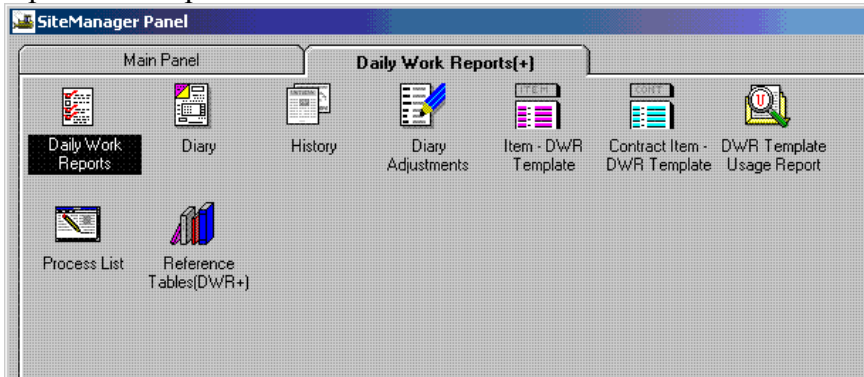 SiteManager Panel
Main Panel
Daily Work Reports(+)
ITEM
CONT
U
Daily Work
Reports
Diary
History
Diary
Adjustments
Item - DWR
Template
Contract Item -
DWR Template
DWR Template
Usage Report
Process List
Reference
Tables(DWR+)